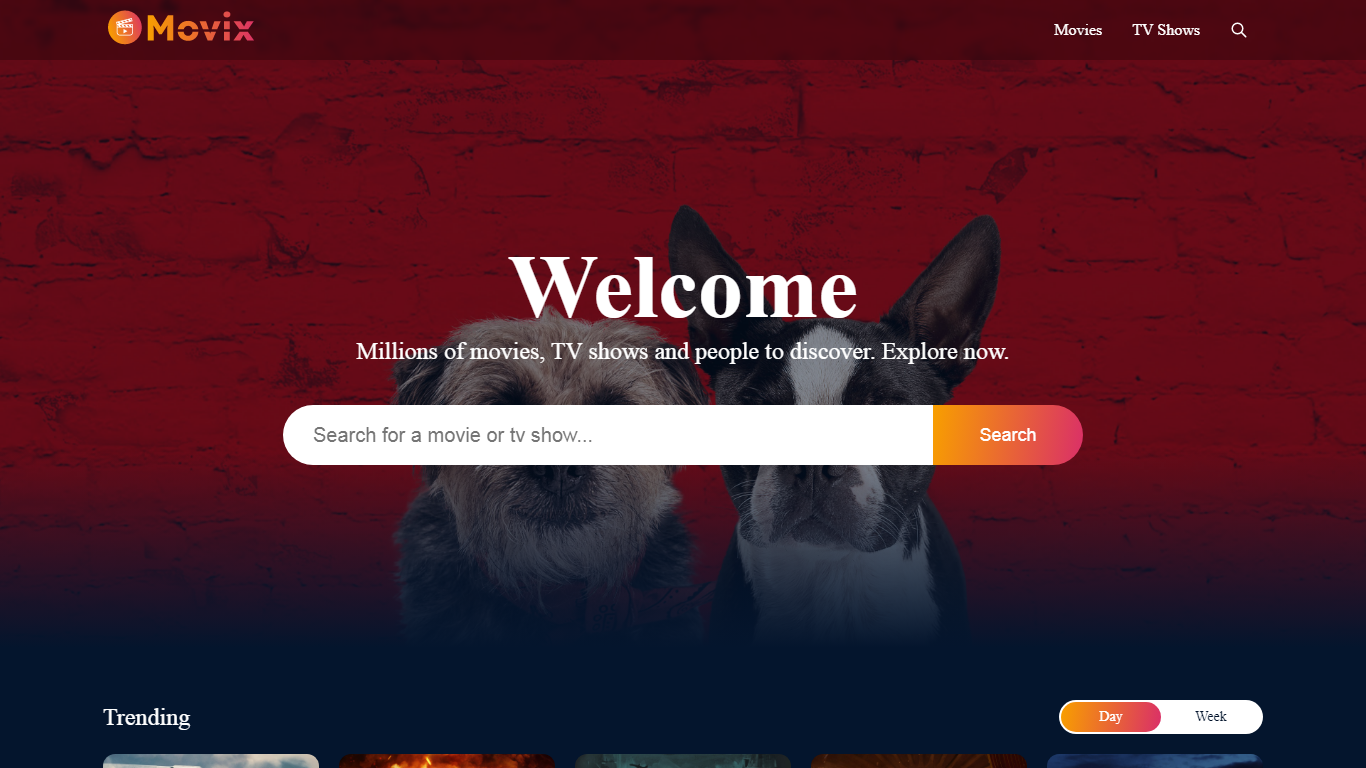 Movix
Movies
TV Shows
Welcome
Millions of movies, TV shows and people to discover. Explore now.
Search for a movie or tv show...
Search
Trending
Day
Week